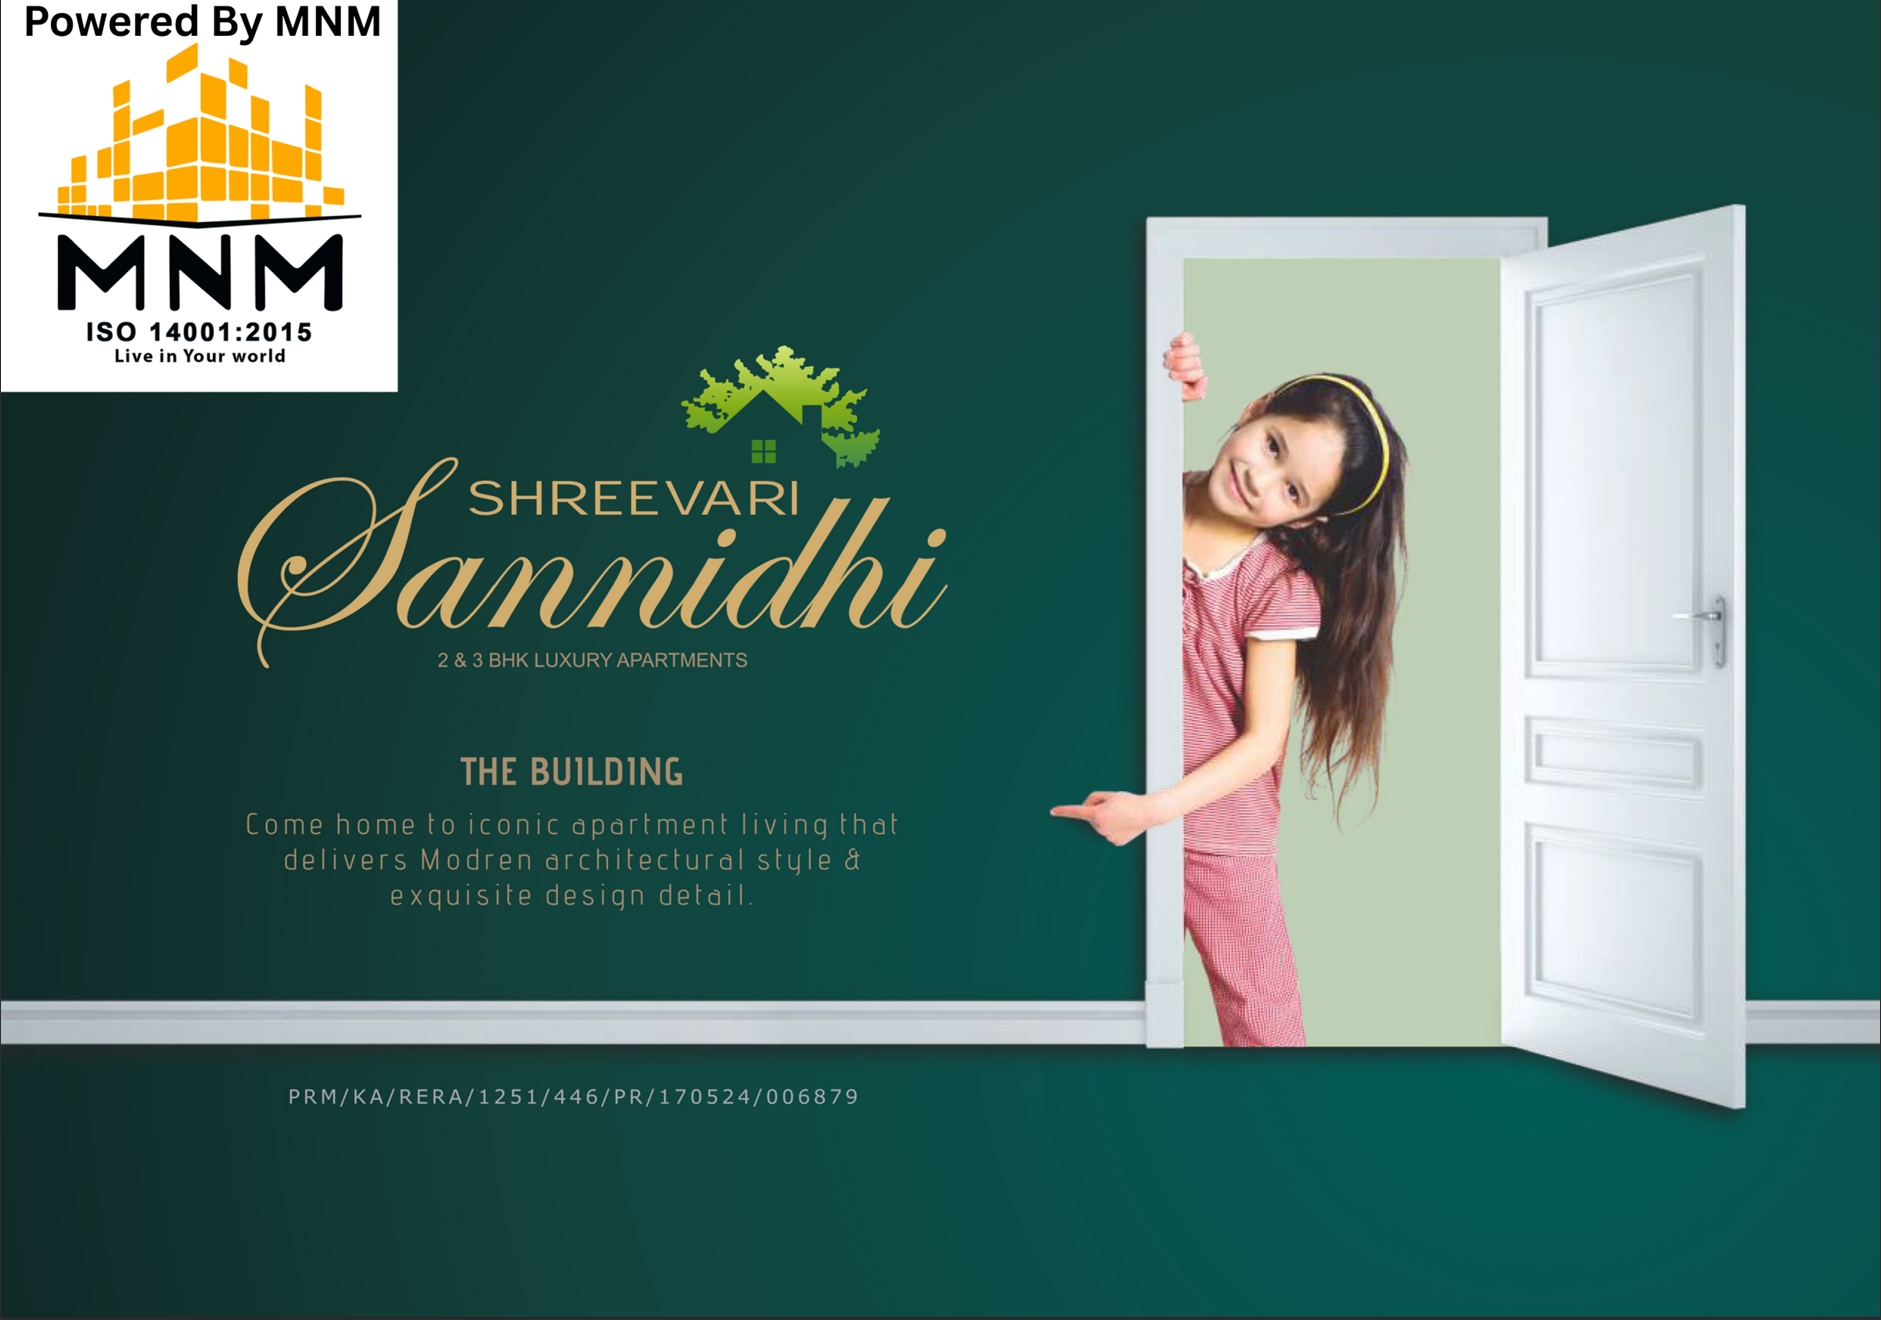 Powered By MNM
MNM
ISO 14001:2015
Live in Your world
SHREEVARI
Sannidhi
2 & 3 BHK LUXURY APARTMENTS
THE BUILDING
Come home to iconic apartment living that
delivers Modren architectural style &
exquisite design detail.
PRM/KA/RERA/1251/446/PR/170524/006879